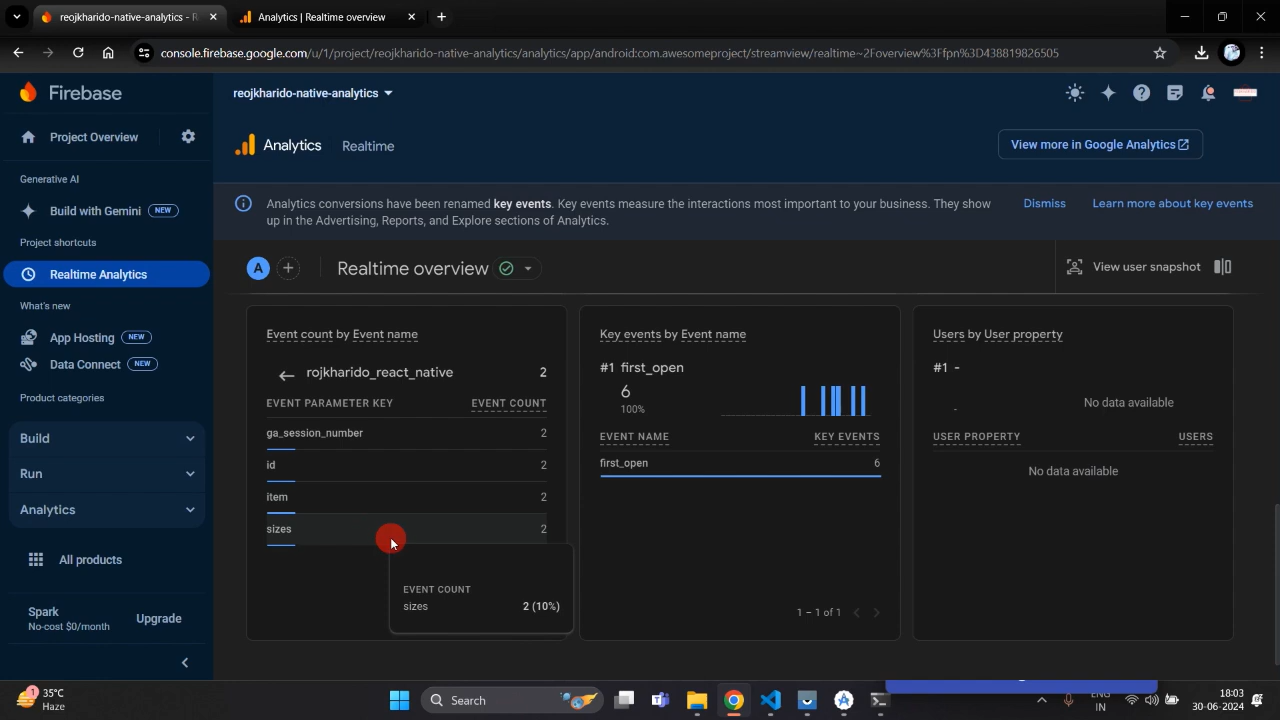 reojkharido-native-analytics - R
Analytics | Realtime overview
console.firebase.google.com/u/1/project/reojkharido-native-analytics/analytics/app/android:com.awesomeproject/streamview/realtime~2Foverview%3Ffpn%3D438819826505
Firebase
reojkharido-native-analytics
Project Overview
Analytics
Realtime
View more in Google Analytics
Generative AI
Build with Gemini NEW
Analytics conversions have been renamed key events. Key events measure the interactions most important to your business. They show
up in the Advertising, Reports, and Explore sections of Analytics.
Dismiss
Learn more about key events
Project shortcuts
Realtime Analytics
A
Realtime overview
View user snapshot
What's new
App Hosting NEW
Data Connect NEW
Product categories
Build
Run
Analytics
All products
Spark
No-cost $0/month
Upgrade
Event count by Event name
rojkharido_react_native 2
EVENT PARAMETER KEY EVENT COUNT
ga_session_number 2
id 2
item 2
sizes 2
EVENT COUNT
sizes 2 (10%)
Key events by Event name
#1 first_open
6
100%
EVENT NAME KEY EVENTS
first_open 6
1 – 1 of 1
Users by User property
#1 -
-
No data available
USER PROPERTY USERS
No data available
1
35°C
Haze
Search
ENG
IN
18:03
30-06-2024